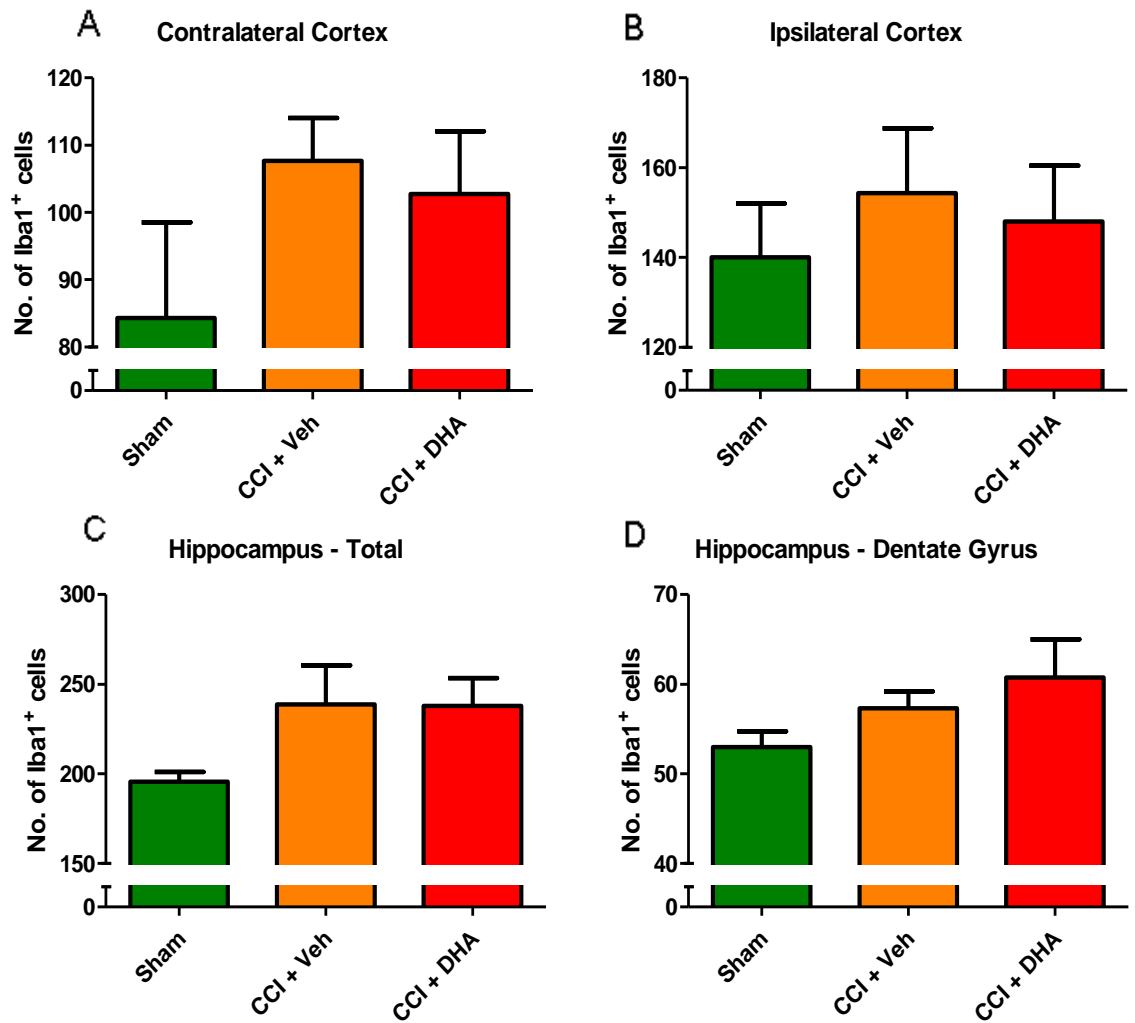 A
Contralateral Cortex
No. of Iba1⁺ cells
120
110
100
90
80
0
Sham
CCI + Veh
CCI + DHA
B
Ipsilateral Cortex
No. of Iba1⁺ cells
180
160
140
120
0
Sham
CCI + Veh
CCI + DHA
C
Hippocampus - Total
No. of Iba1⁺ cells
300
250
200
150
0
Sham
CCI + Veh
CCI + DHA
D
Hippocampus - Dentate Gyrus
No. of Iba1⁺ cells
70
60
50
40
0
Sham
CCI + Veh
CCI + DHA